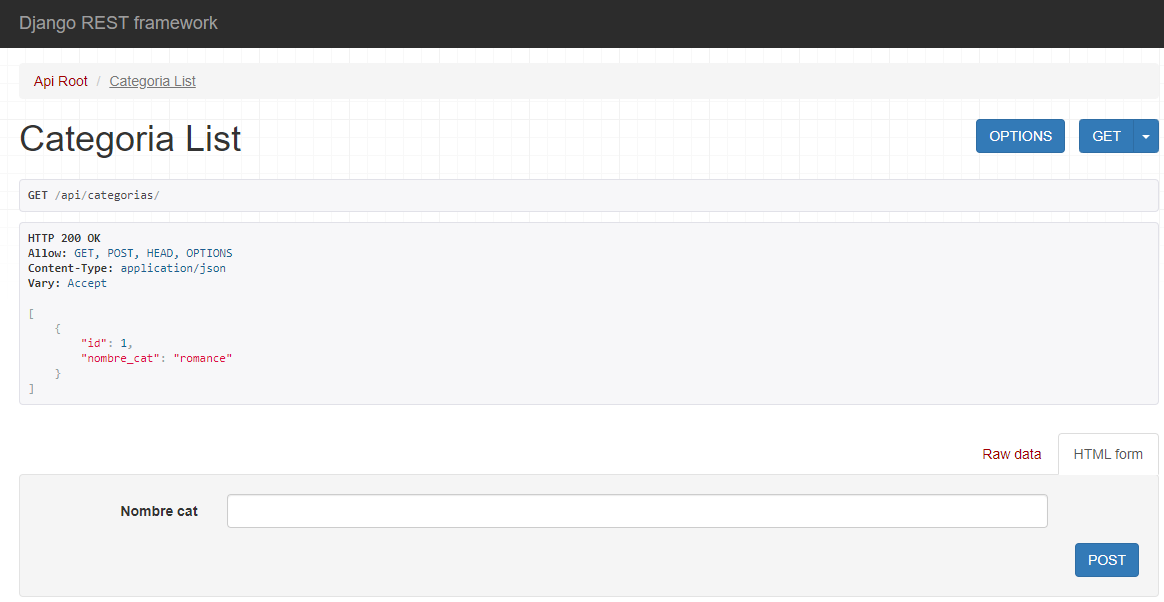 Django REST framework
Api Root / Categoria List
Categoria List
OPTIONS
GET
GET /api/categorias/
HTTP 200 OK
Allow: GET, POST, HEAD, OPTIONS
Content-Type: application/json
Vary: Accept
[
    {
        "id": 1,
        "nombre_cat": "romance"
    }
]
Raw data
HTML form
Nombre cat
POST